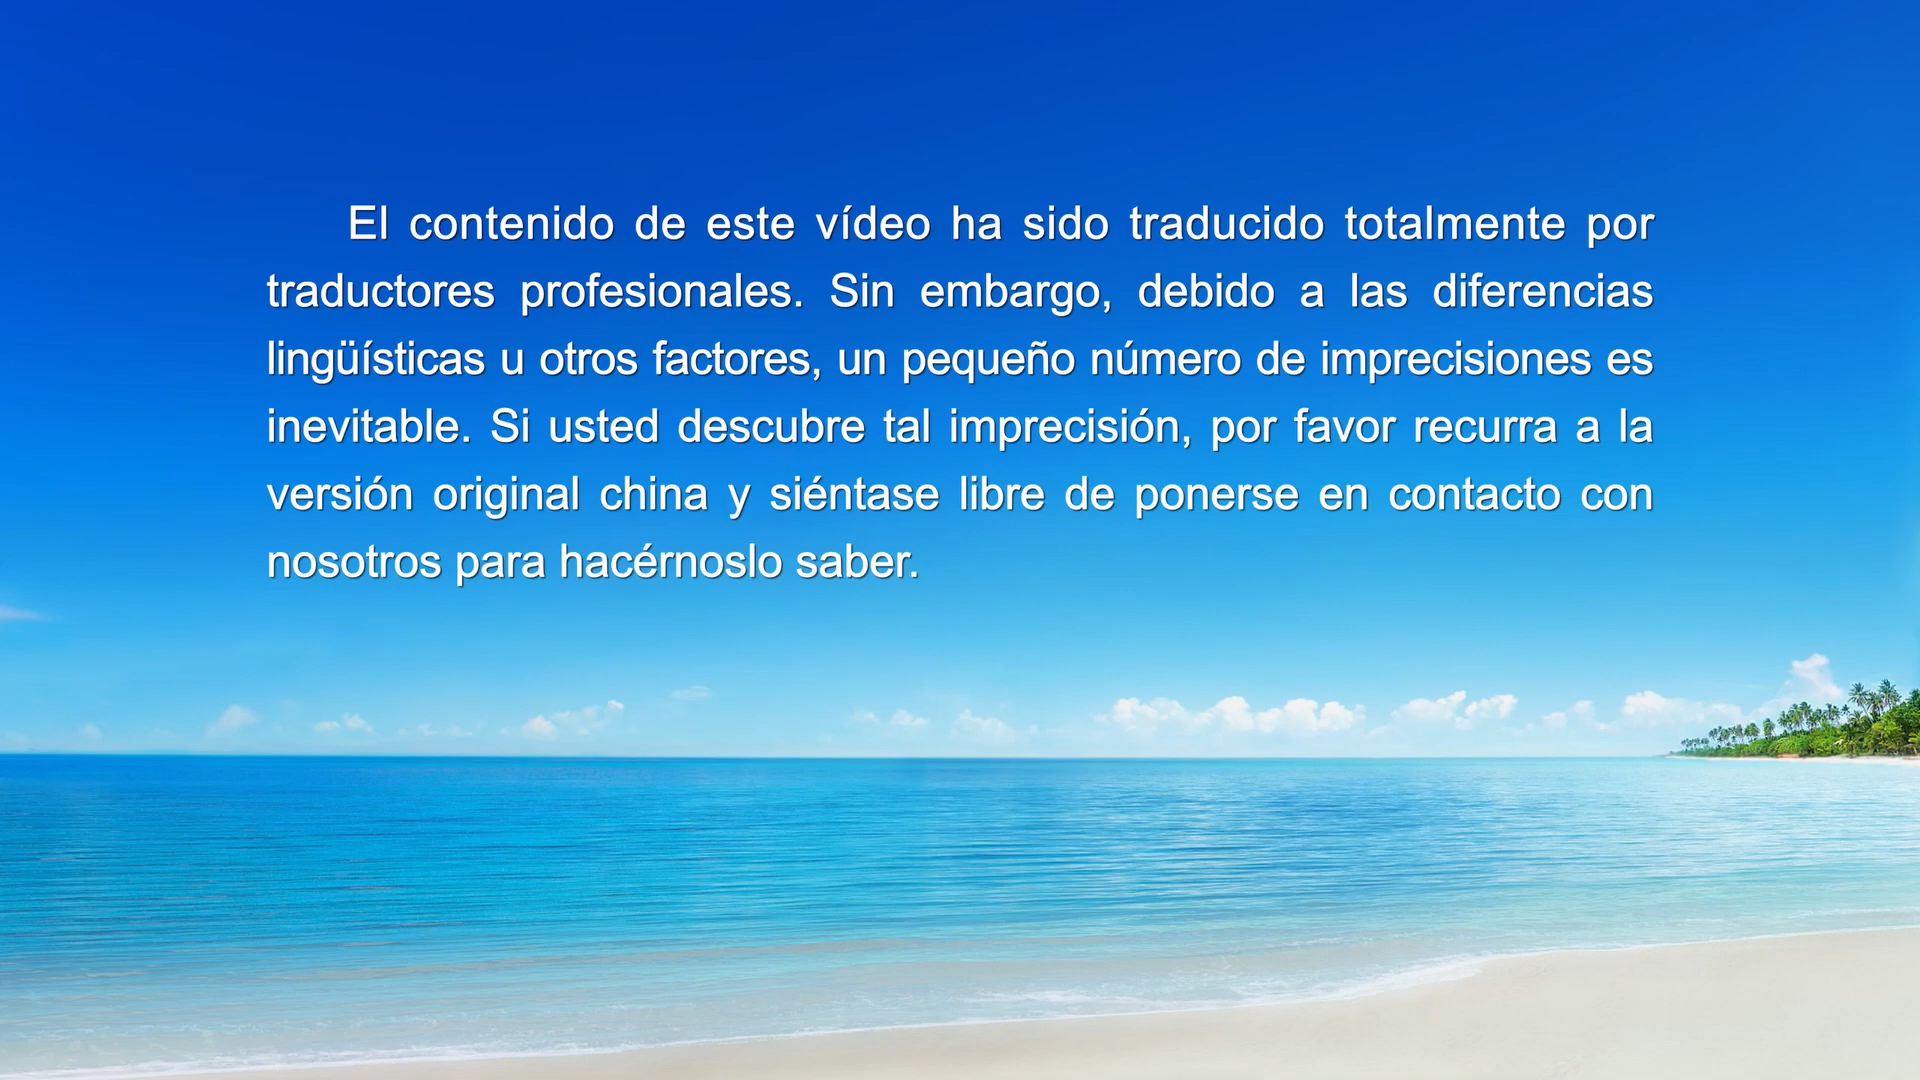 El contenido de este vídeo ha sido traducido totalmente por
traductores profesionales. Sin embargo, debido a las diferencias
lingüísticas u otros factores, un pequeño número de imprecisiones es
inevitable. Si usted descubre tal imprecisión, por favor recurra a la
versión original china y siéntase libre de ponerse en contacto con
nosotros para hacérnoslo saber.